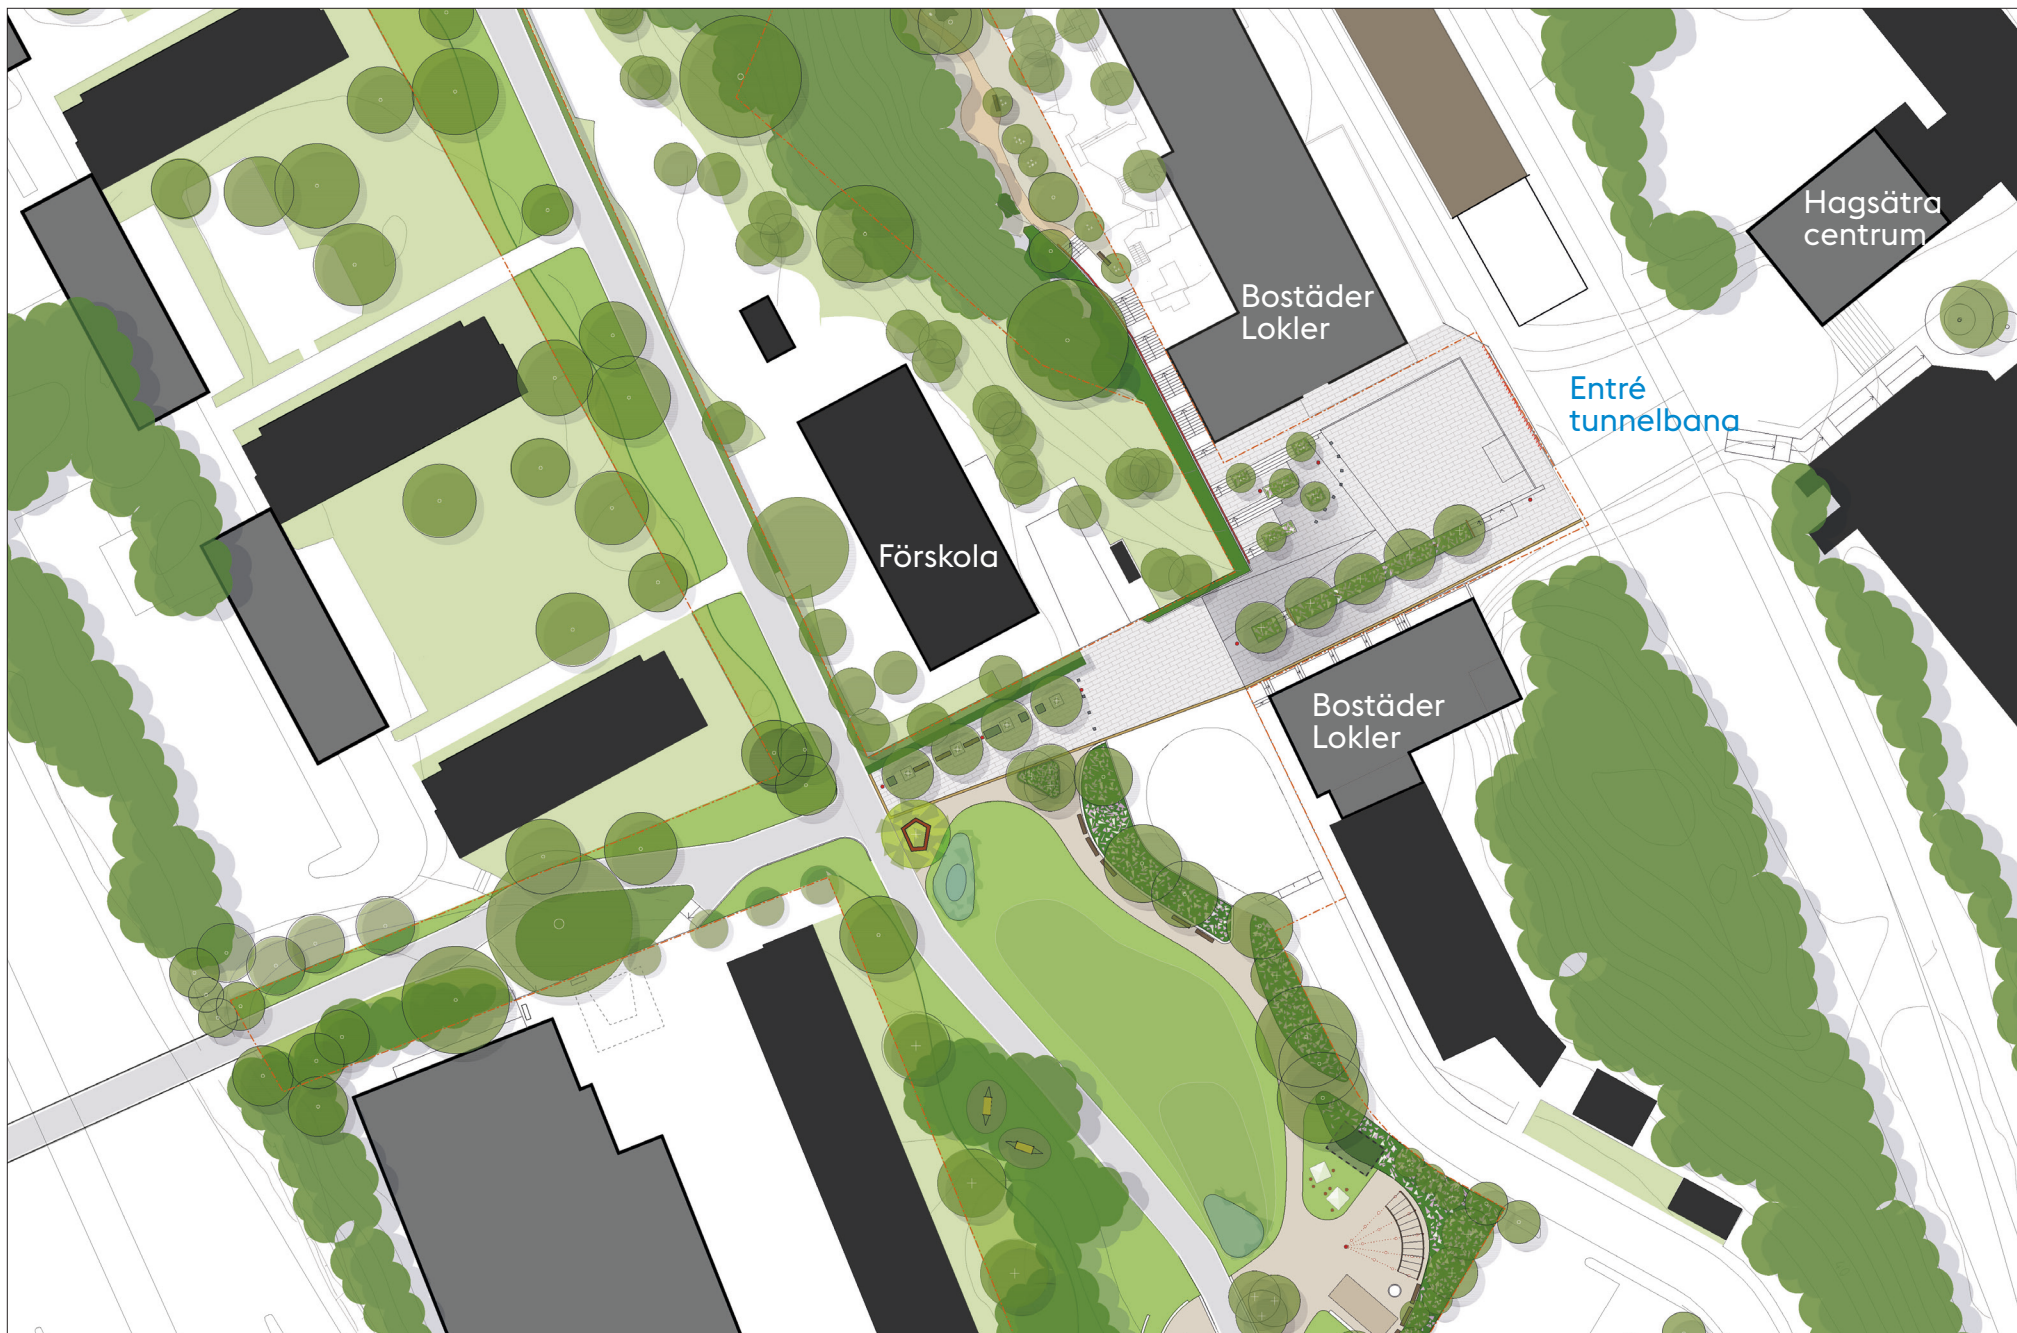 Hagsätra
centrum
Bostäder
Lokler
Entré
tunnelbana
Förskola
Bostäder
Lokler